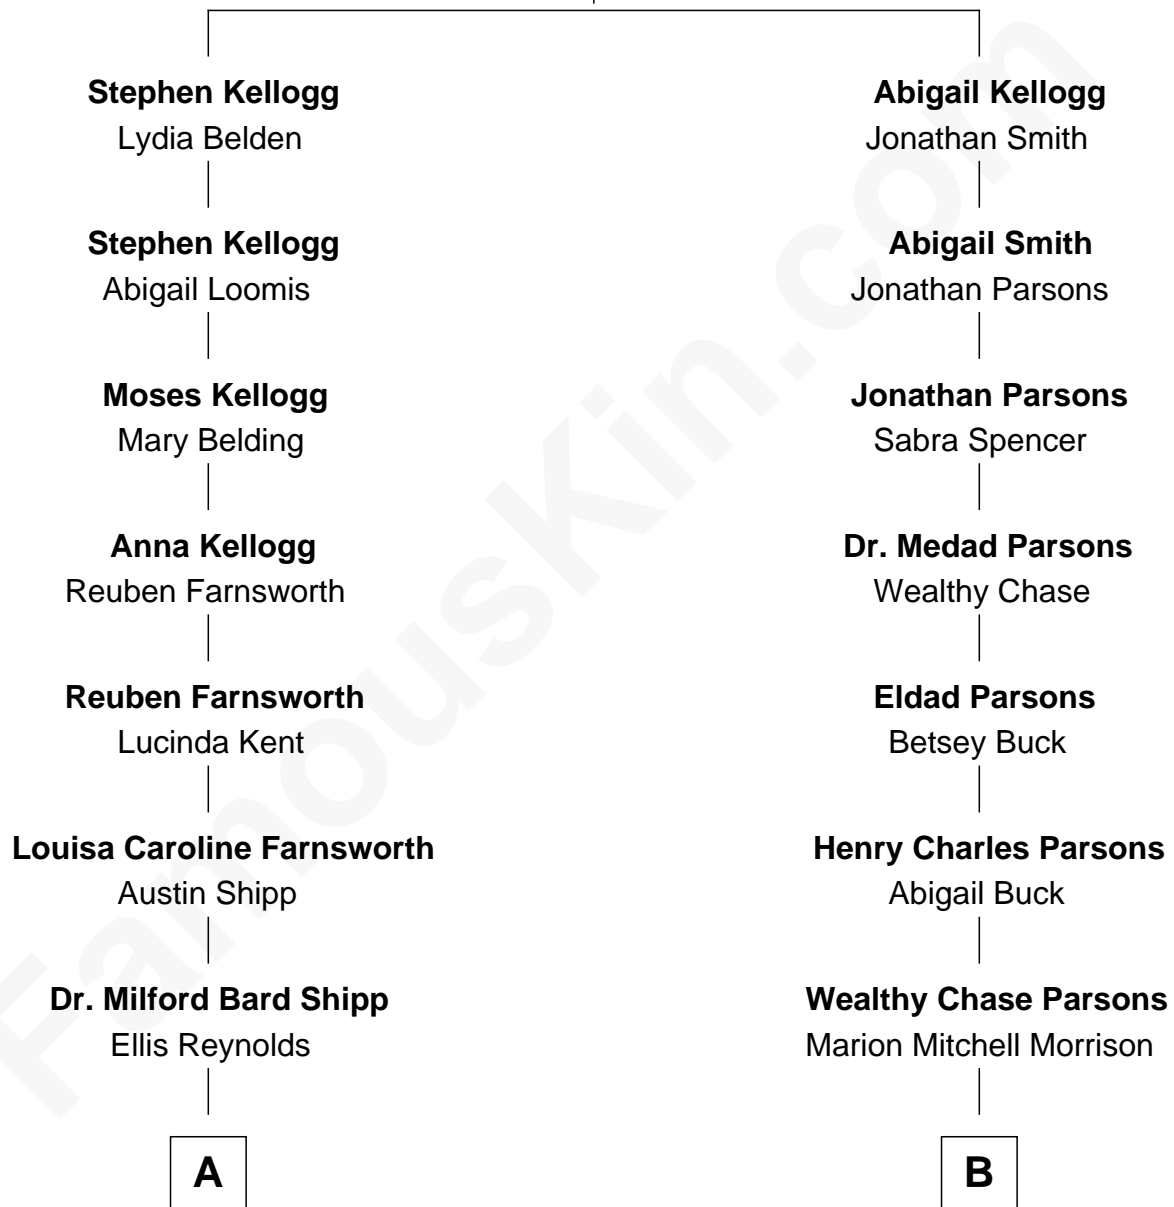 Stephen Kellogg
Lydia Belden
Stephen Kellogg
Abigail Loomis
Moses Kellogg
Mary Belding
Anna Kellogg
Reuben Farnsworth
Reuben Farnsworth
Lucinda Kent
Louisa Caroline Farnsworth
Austin Shipp
Dr. Milford Bard Shipp
Ellis Reynolds
A
Abigail Kellogg
Jonathan Smith
Abigail Smith
Jonathan Parsons
Jonathan Parsons
Sabra Spencer
Dr. Medad Parsons
Wealthy Chase
Eldad Parsons
Betsey Buck
Henry Charles Parsons
Abigail Buck
Wealthy Chase Parsons
Marion Mitchell Morrison
B
FamousKin.com